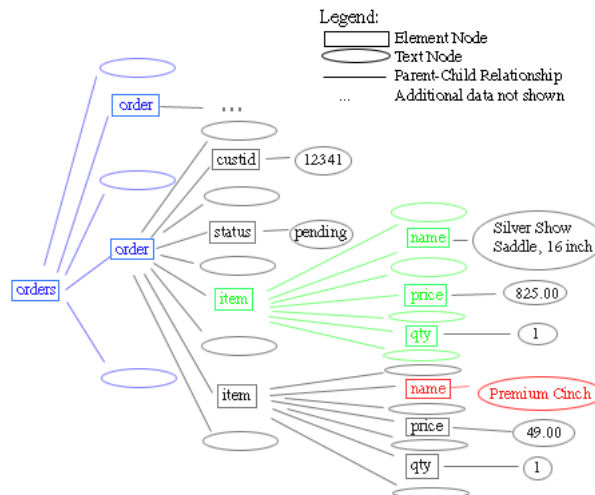 Legend:
Element Node
Text Node
Parent-Child Relationship
... Additional data not shown
order
...
custid
12341
status
pending
order
orders
item
name
Silver Show
Saddle, 16 inch
price
825.00
qty
1
item
name
Premium Cinch
price
49.00
qty
1